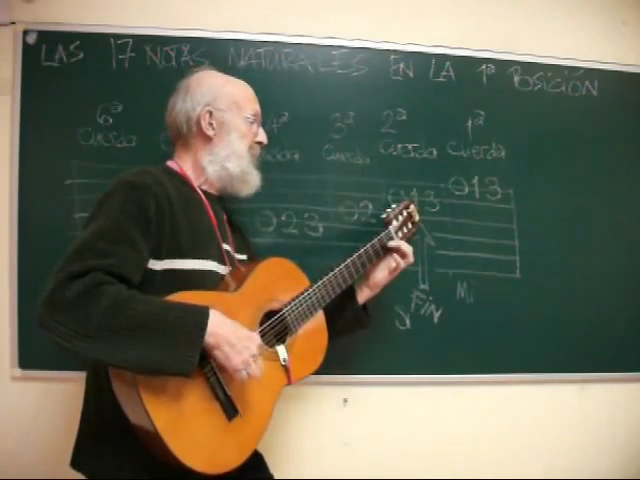 LAS 17 NOTAS NATURALES EN LA 1ª POSICIÓN
6ª 4ª 3ª 2ª 1ª
Cuerda Cuerda Cuerda Cuerda
023 02 013 013
FIN Mi